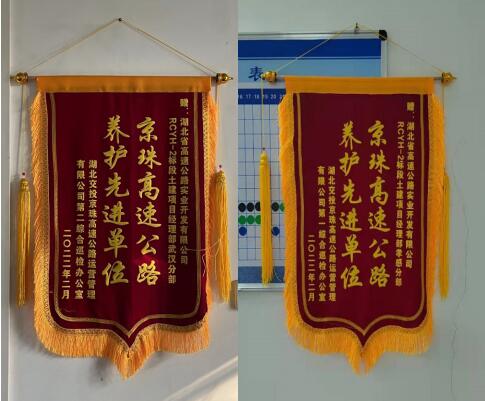 赠：湖北省高速公路实业开发有限公司
RCYH-2标段土建项目经理部武汉分部
京珠高速公路
养护先进单位
湖北交投京珠高速公路运营管理
有限公司第二综合巡检办公室
二〇二二年二月
表
16 17 18 19 20
赠：湖北省高速公路实业开发有限公司
RCYH-2标段土建项目经理部孝感分部
京珠高速公路
养护先进单位
湖北交投京珠高速公路运营管理
有限公司第一综合巡检办公室
二〇二二年二月